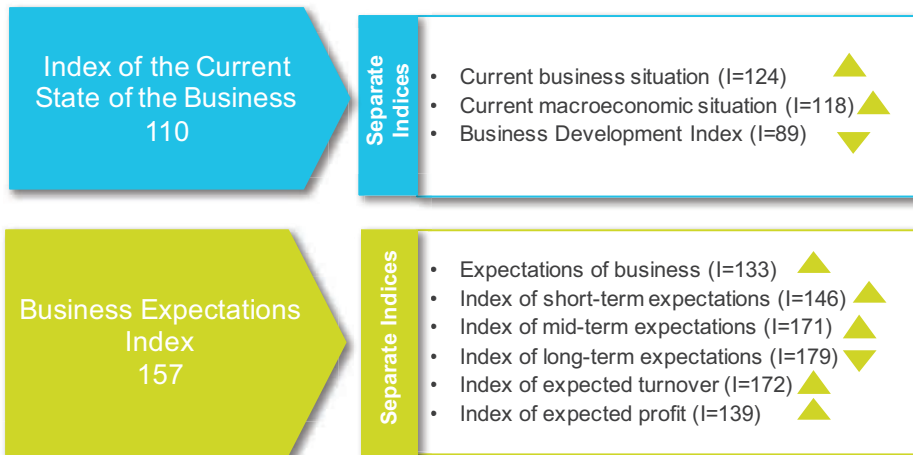 Index of the Current
State of the Business
110
Separate
Indices
• Current business situation (I=124)
• Current macroeconomic situation (I=118)
• Business Development Index (I=89)
Business Expectations
Index
157
Separate Indices
• Expectations of business (I=133)
• Index of short-term expectations (I=146)
• Index of mid-term expectations (I=171)
• Index of long-term expectations (I=179)
• Index of expected turnover (I=172)
• Index of expected profit (I=139)